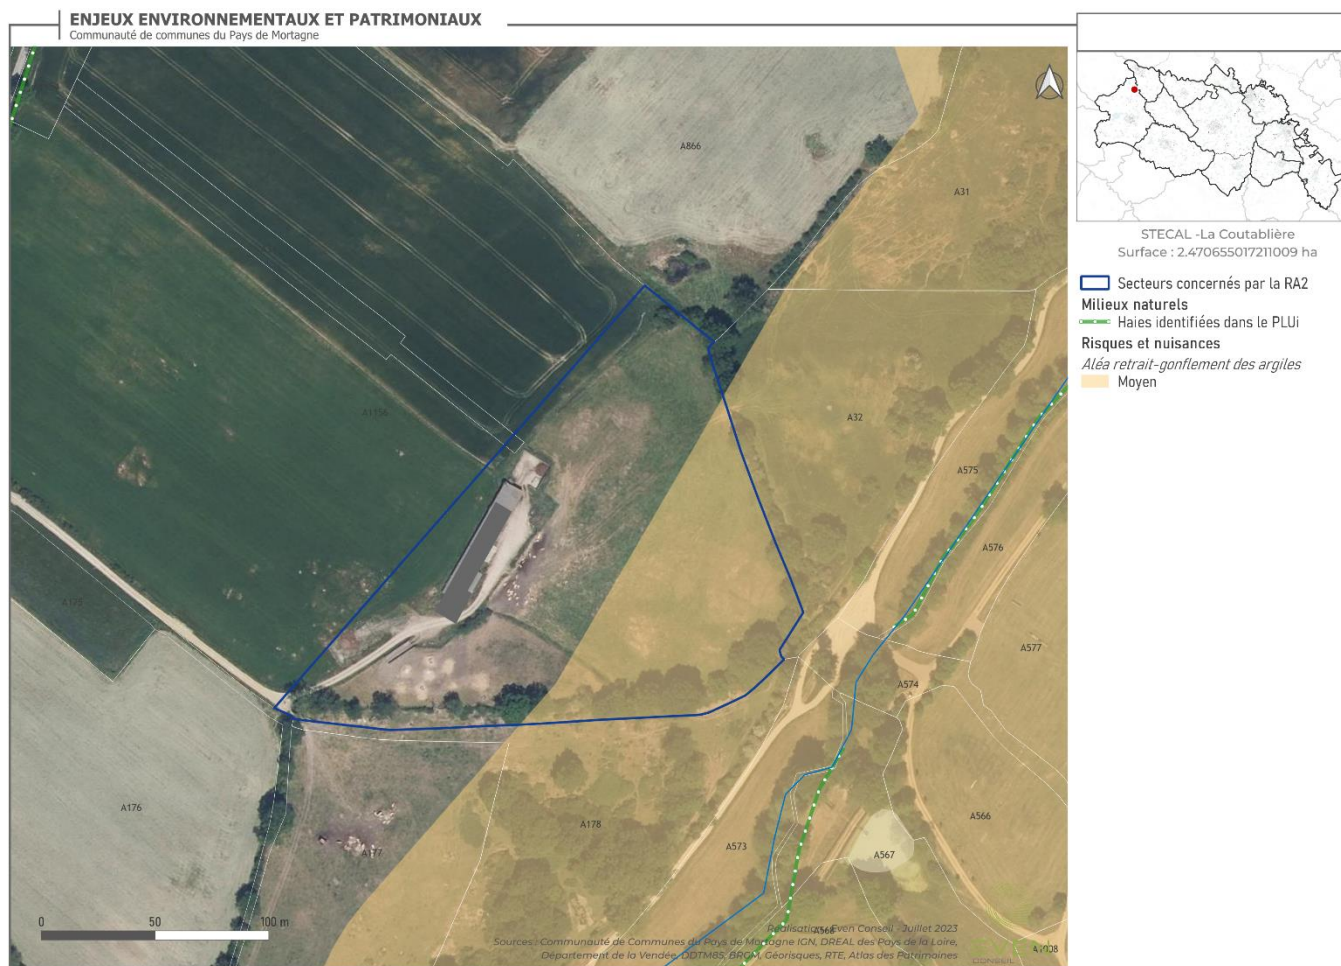 ENJEUX ENVIRONNEMENTAUX ET PATRIMONIAUX
Communauté de communes du Pays de Mortagne
STECAL -La Coutablière
Surface : 2.470655017211009 ha
Secteurs concernés par la RA2
Milieux naturels
Haies identifiées dans le PLUi
Risques et nuisances
Aléa retrait-gonflement des argiles
Moyen
A866
A31
A32
A575
A576
A577
A574
A566
A176
A177
A178
A573
A567
A568
0 50 100 m
Réalisation : Even Conseil - Juillet 2023
Sources : Communauté de Communes du Pays de Mortagne IGN, DREAL des Pays de la Loire,
Département de la Vendée, DDTM85, BRGM, Géorisques, RTE, Atlas des Patrimoines
CONSEIL